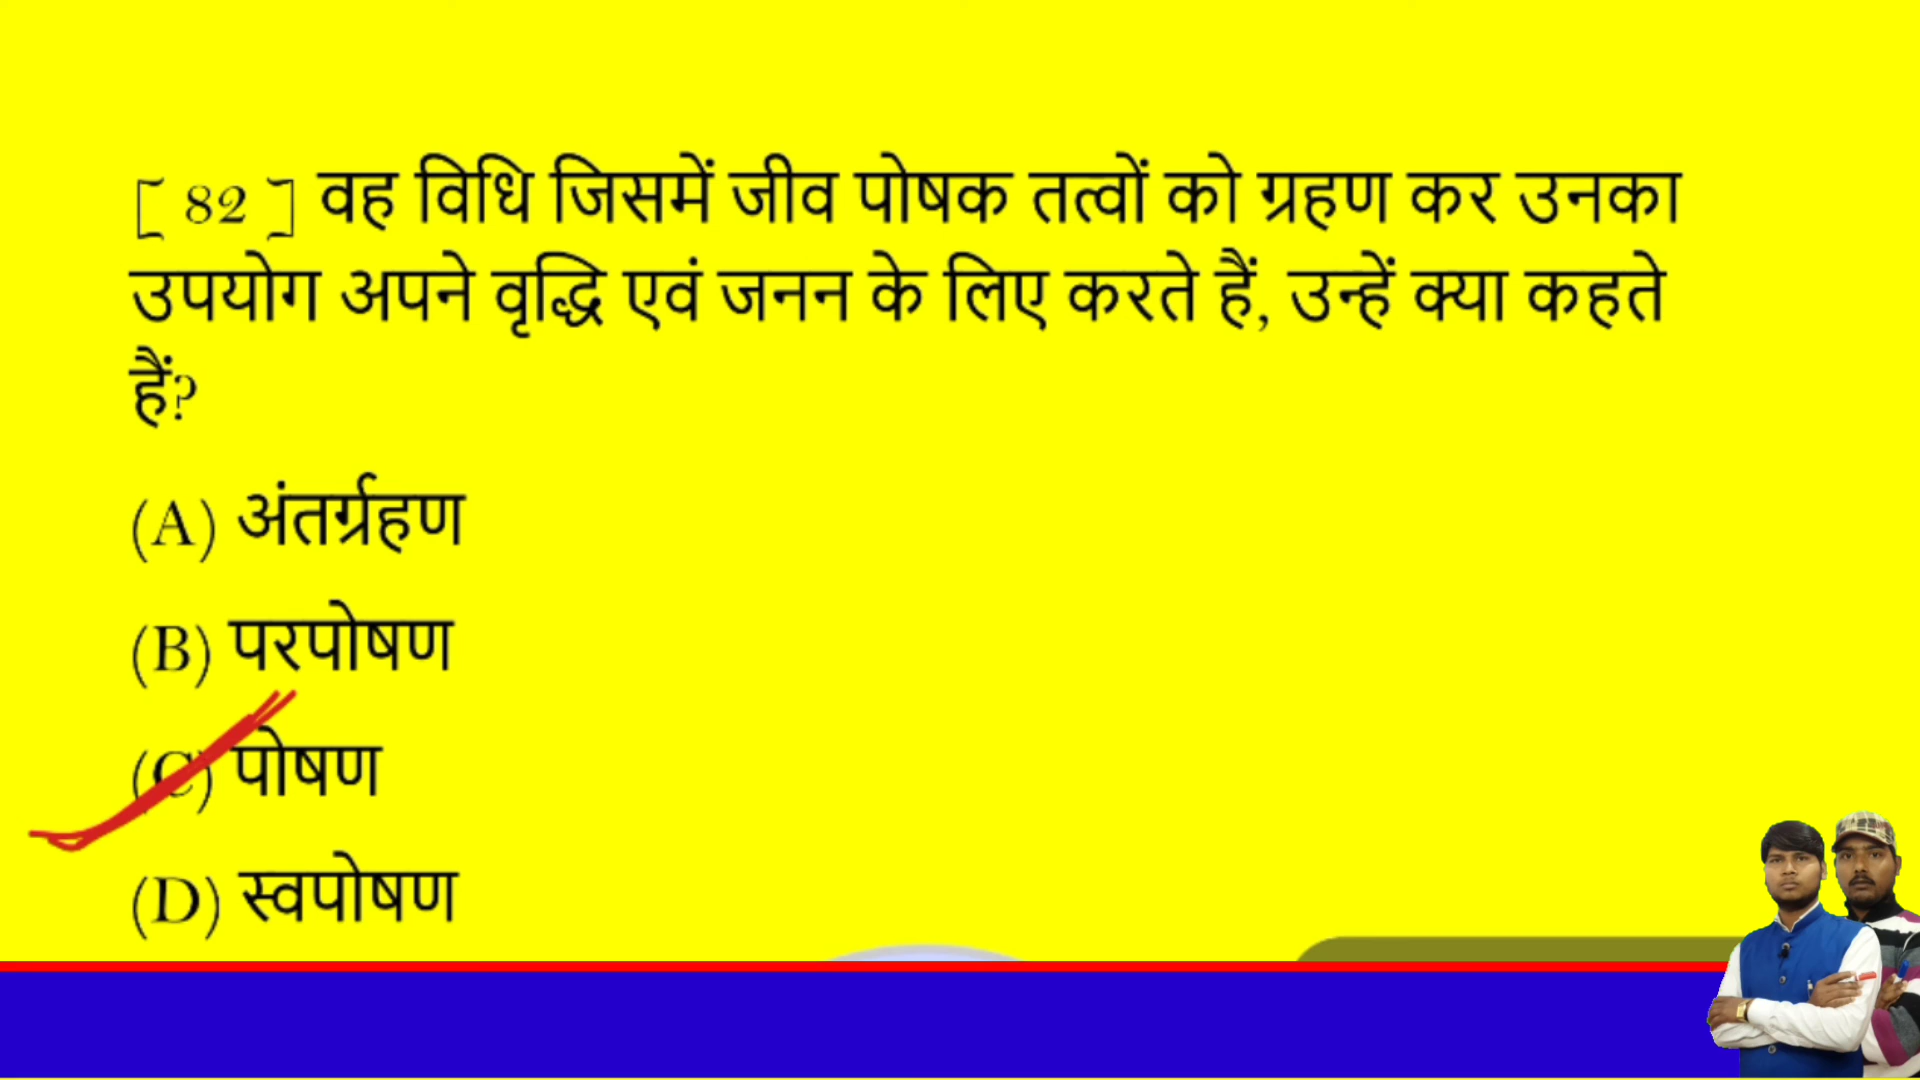 [ 82 ] वह विधि जिसमें जीव पोषक तत्वों को ग्रहण कर उनका
उपयोग अपने वृद्धि एवं जनन के लिए करते हैं, उन्हें क्या कहते
हैं?
(A) अंतर्ग्रहण
(B) परपोषण
(C) पोषण
(D) स्वपोषण